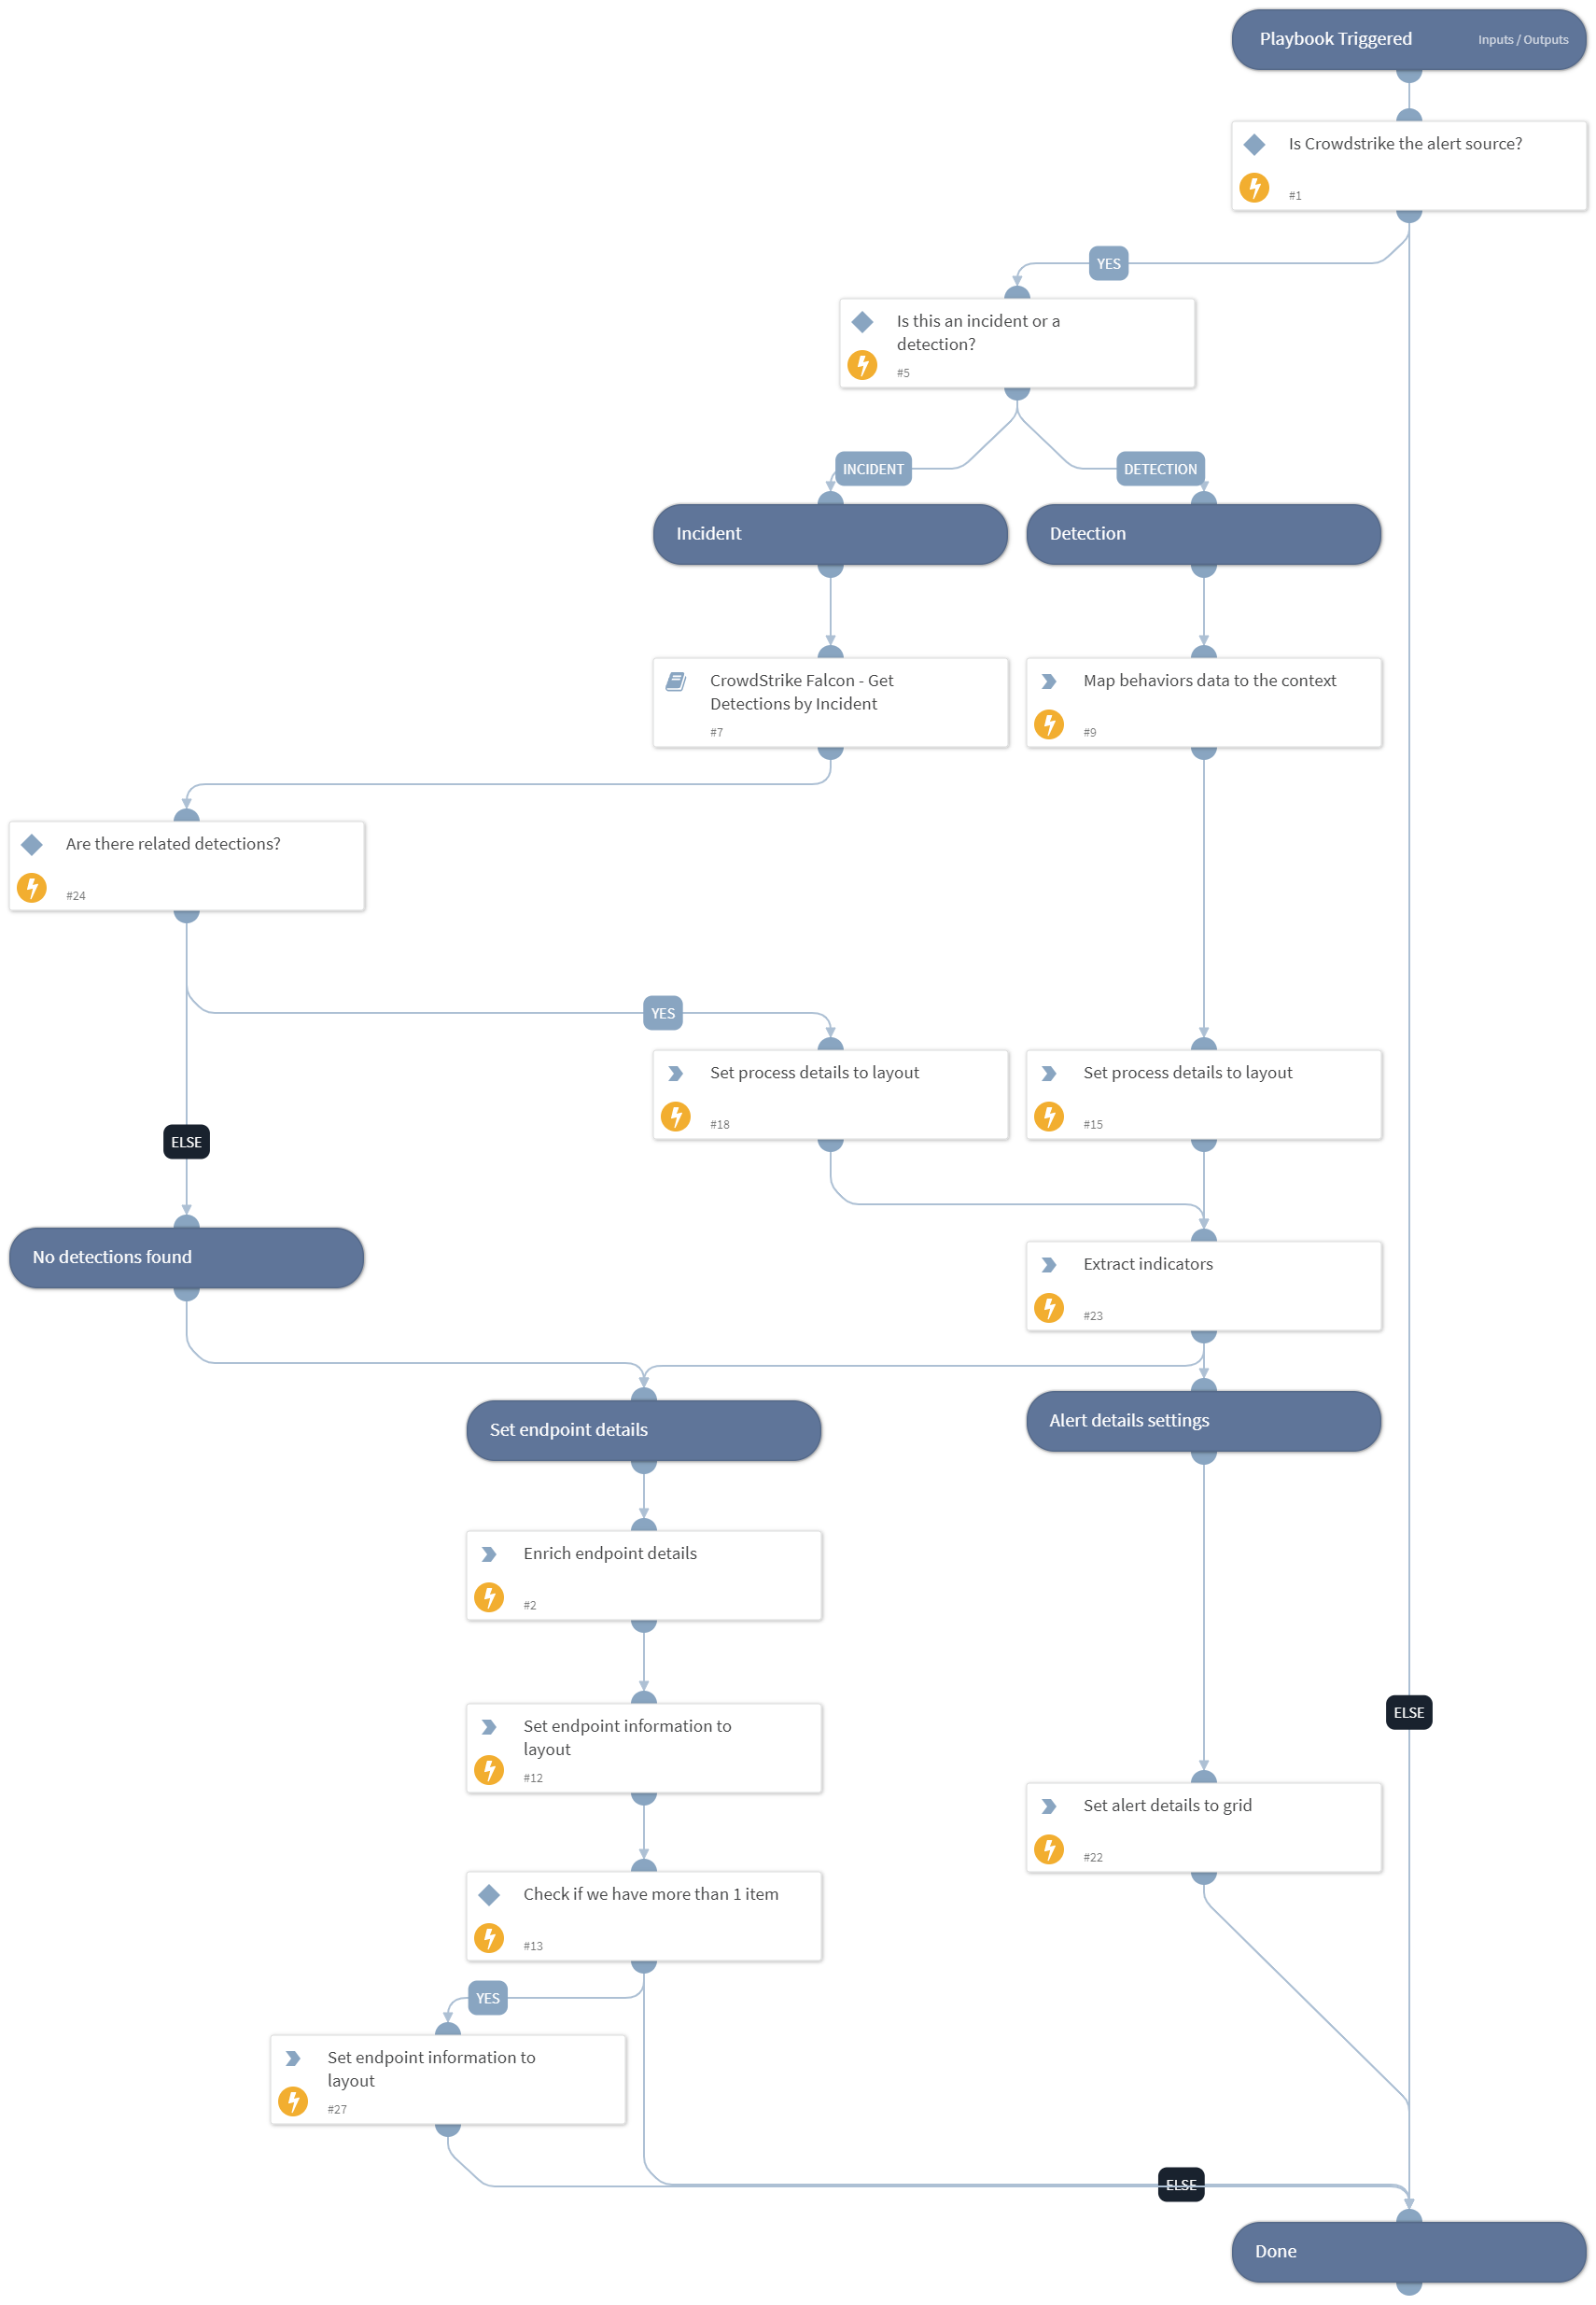 Playbook Triggered
Inputs / Outputs
Is Crowdstrike the alert source?
#1
YES
Is this an incident or a
detection?
#5
INCIDENT
DETECTION
Incident
Detection
CrowdStrike Falcon - Get
Detections by Incident
#7
Map behaviors data to the context
#9
Are there related detections?
#24
YES
Set process details to layout
#18
Set process details to layout
#15
ELSE
No detections found
Extract indicators
#23
Set endpoint details
Alert details settings
Enrich endpoint details
#2
Set endpoint information to
layout
#12
ELSE
Set alert details to grid
#22
Check if we have more than 1 item
#13
YES
Set endpoint information to
layout
#27
ELSE
Done